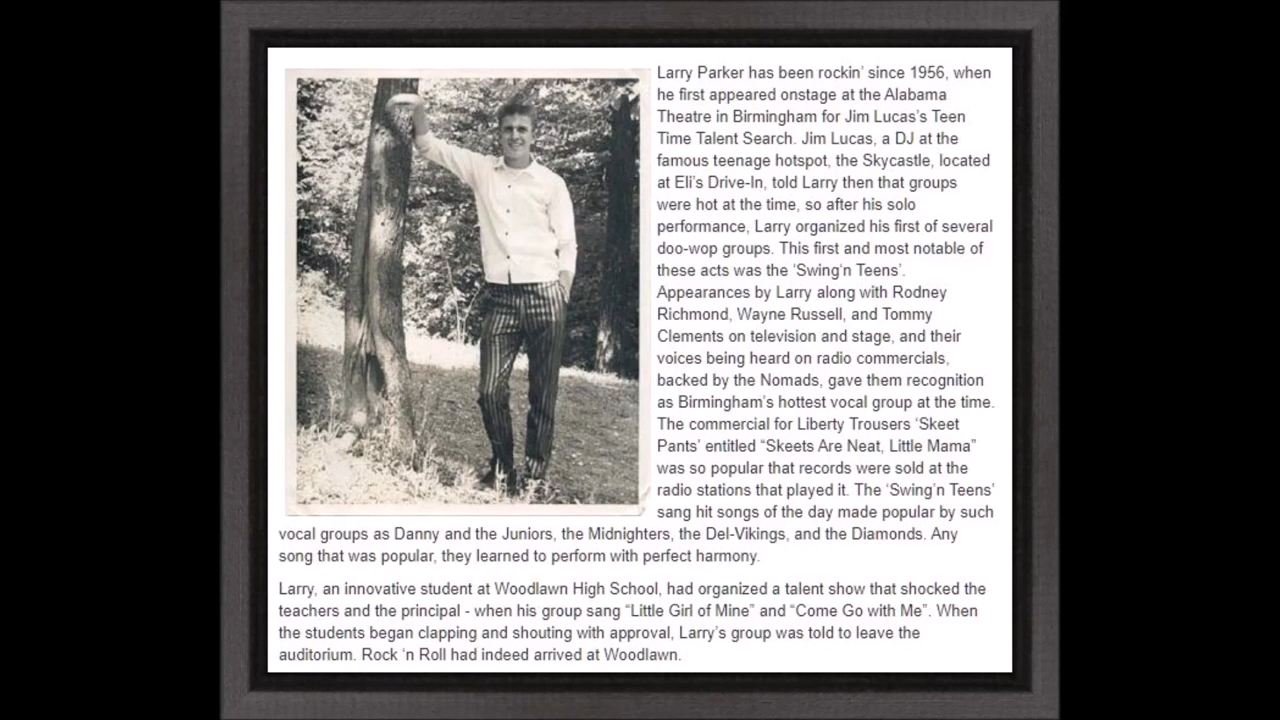 Larry Parker has been rockin’ since 1956, when
he first appeared onstage at the Alabama
Theatre in Birmingham for Jim Lucas’s Teen
Time Talent Search. Jim Lucas, a DJ at the
famous teenage hotspot, the Skycastle, located
at Eli’s Drive-In, told Larry then that groups
were hot at the time, so after his solo
performance, Larry organized his first of several
doo-wop groups. This first and most notable of
these acts was the ‘Swing‘n Teens’.
Appearances by Larry along with Rodney
Richmond, Wayne Russell, and Tommy
Clements on television and stage, and their
voices being heard on radio commercials,
backed by the Nomads, gave them recognition
as Birmingham’s hottest vocal group at the time.
The commercial for Liberty Trousers ‘Skeet
Pants’ entitled “Skeets Are Neat, Little Mama”
was so popular that records were sold at the
radio stations that played it. The ‘Swing’n Teens’
sang hit songs of the day made popular by such
vocal groups as Danny and the Juniors, the Midnighters, the Del-Vikings, and the Diamonds. Any
song that was popular, they learned to perform with perfect harmony.
Larry, an innovative student at Woodlawn High School, had organized a talent show that shocked the
teachers and the principal - when his group sang “Little Girl of Mine” and “Come Go with Me”. When
the students began clapping and shouting with approval, Larry’s group was told to leave the
auditorium. Rock ‘n Roll had indeed arrived at Woodlawn.